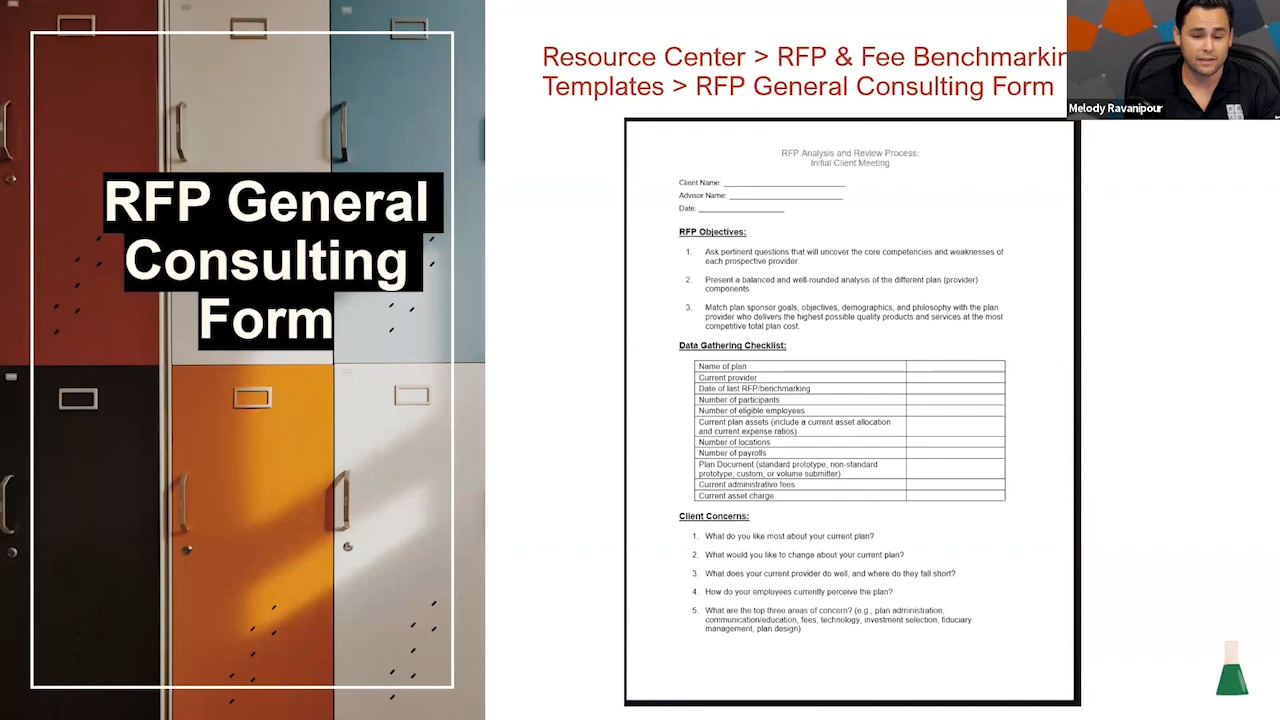 RFP General
Consulting
Form
Resource Center > RFP & Fee Benchmarkin
Templates > RFP General Consulting Form
Melody Ravanipour
RFP Analysis and Review Process:
Initial Client Meeting
Client Name:
Advisor Name:
Date:
RFP Objectives:
1. Ask pertinent questions that will uncover the core competencies and weaknesses of
each prospective provider.
2. Present a balanced and well-rounded analysis of the different plan (provider)
components.
3. Match plan sponsor goals, objectives, demographics, and philosophy with the plan
provider who delivers the highest possible quality products and services at the most
competitive total plan cost.
Data Gathering Checklist:
Name of plan
Current provider
Date of last RFP/benchmarking
Number of participants
Number of eligible employees
Current plan assets (include a current asset allocation
and current expense ratios)
Number of locations
Number of payrolls
Plan Document (standard prototype, non-standard
prototype, custom, or volume submitter)
Current administrative fees
Current asset charge
Client Concerns:
1. What do you like most about your current plan?
2. What would you like to change about your current plan?
3. What does your current provider do well, and where do they fall short?
4. How do your employees currently perceive the plan?
5. What are the top three areas of concern? (e.g., plan administration,
communication/education, fees, technology, investment selection, fiduciary
management, plan design)